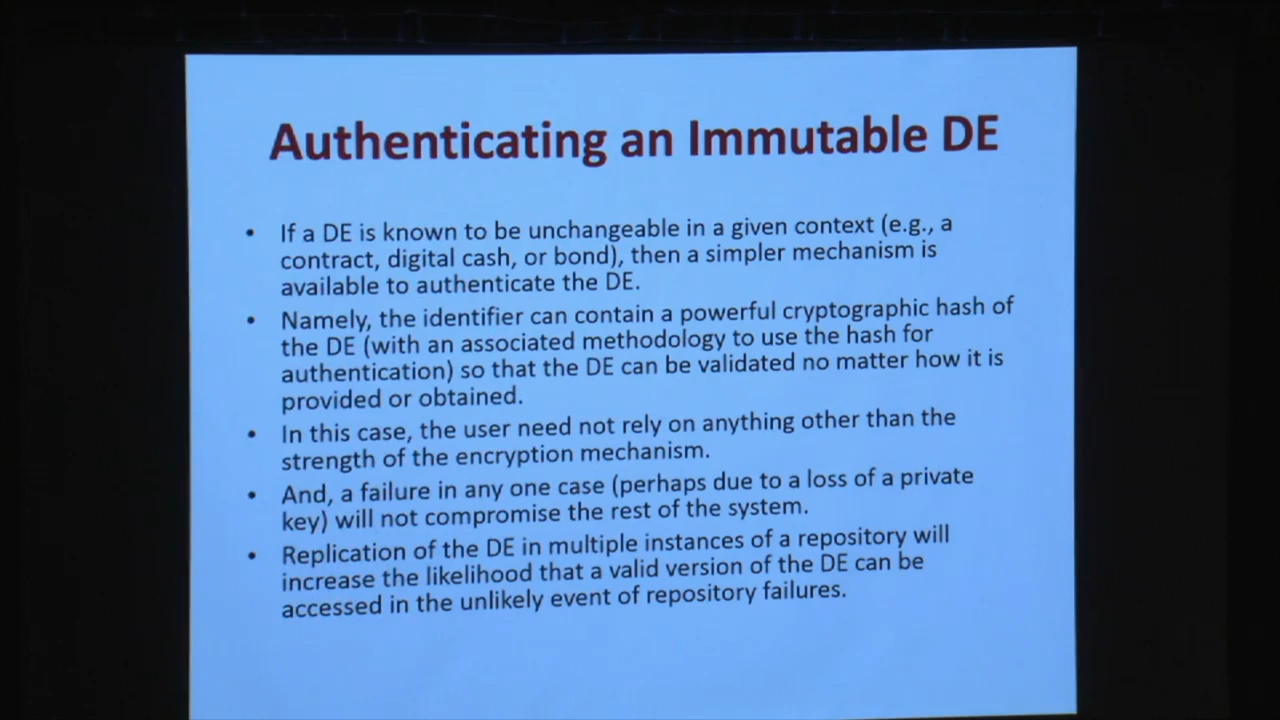 Authenticating an Immutable DE
• If a DE is known to be unchangeable in a given context (e.g., a
contract, digital cash, or bond), then a simpler mechanism is
available to authenticate the DE.
• Namely, the identifier can contain a powerful cryptographic hash of
the DE (with an associated methodology to use the hash for
authentication) so that the DE can be validated no matter how it is
provided or obtained.
• In this case, the user need not rely on anything other than the
strength of the encryption mechanism.
• And, a failure in any one case (perhaps due to a loss of a private
key) will not compromise the rest of the system.
• Replication of the DE in multiple instances of a repository will
increase the likelihood that a valid version of the DE can be
accessed in the unlikely event of repository failures.